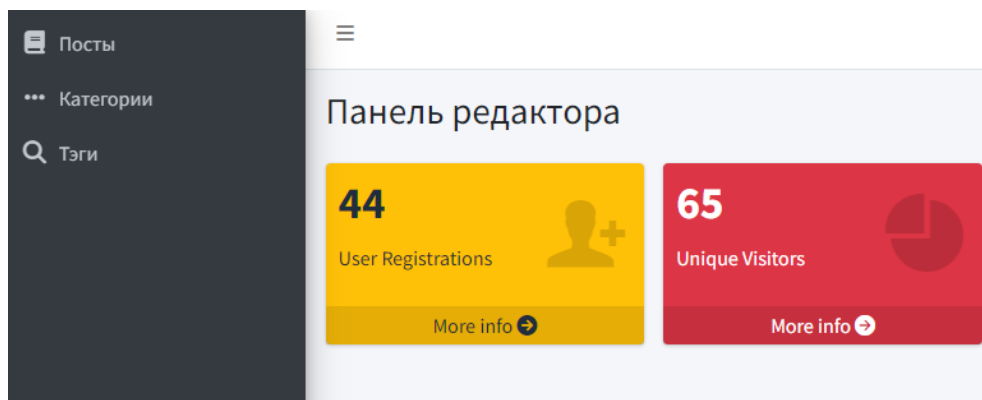 Посты
Категории
Тэги
Панель редактора
44
User Registrations
More info
65
Unique Visitors
More info